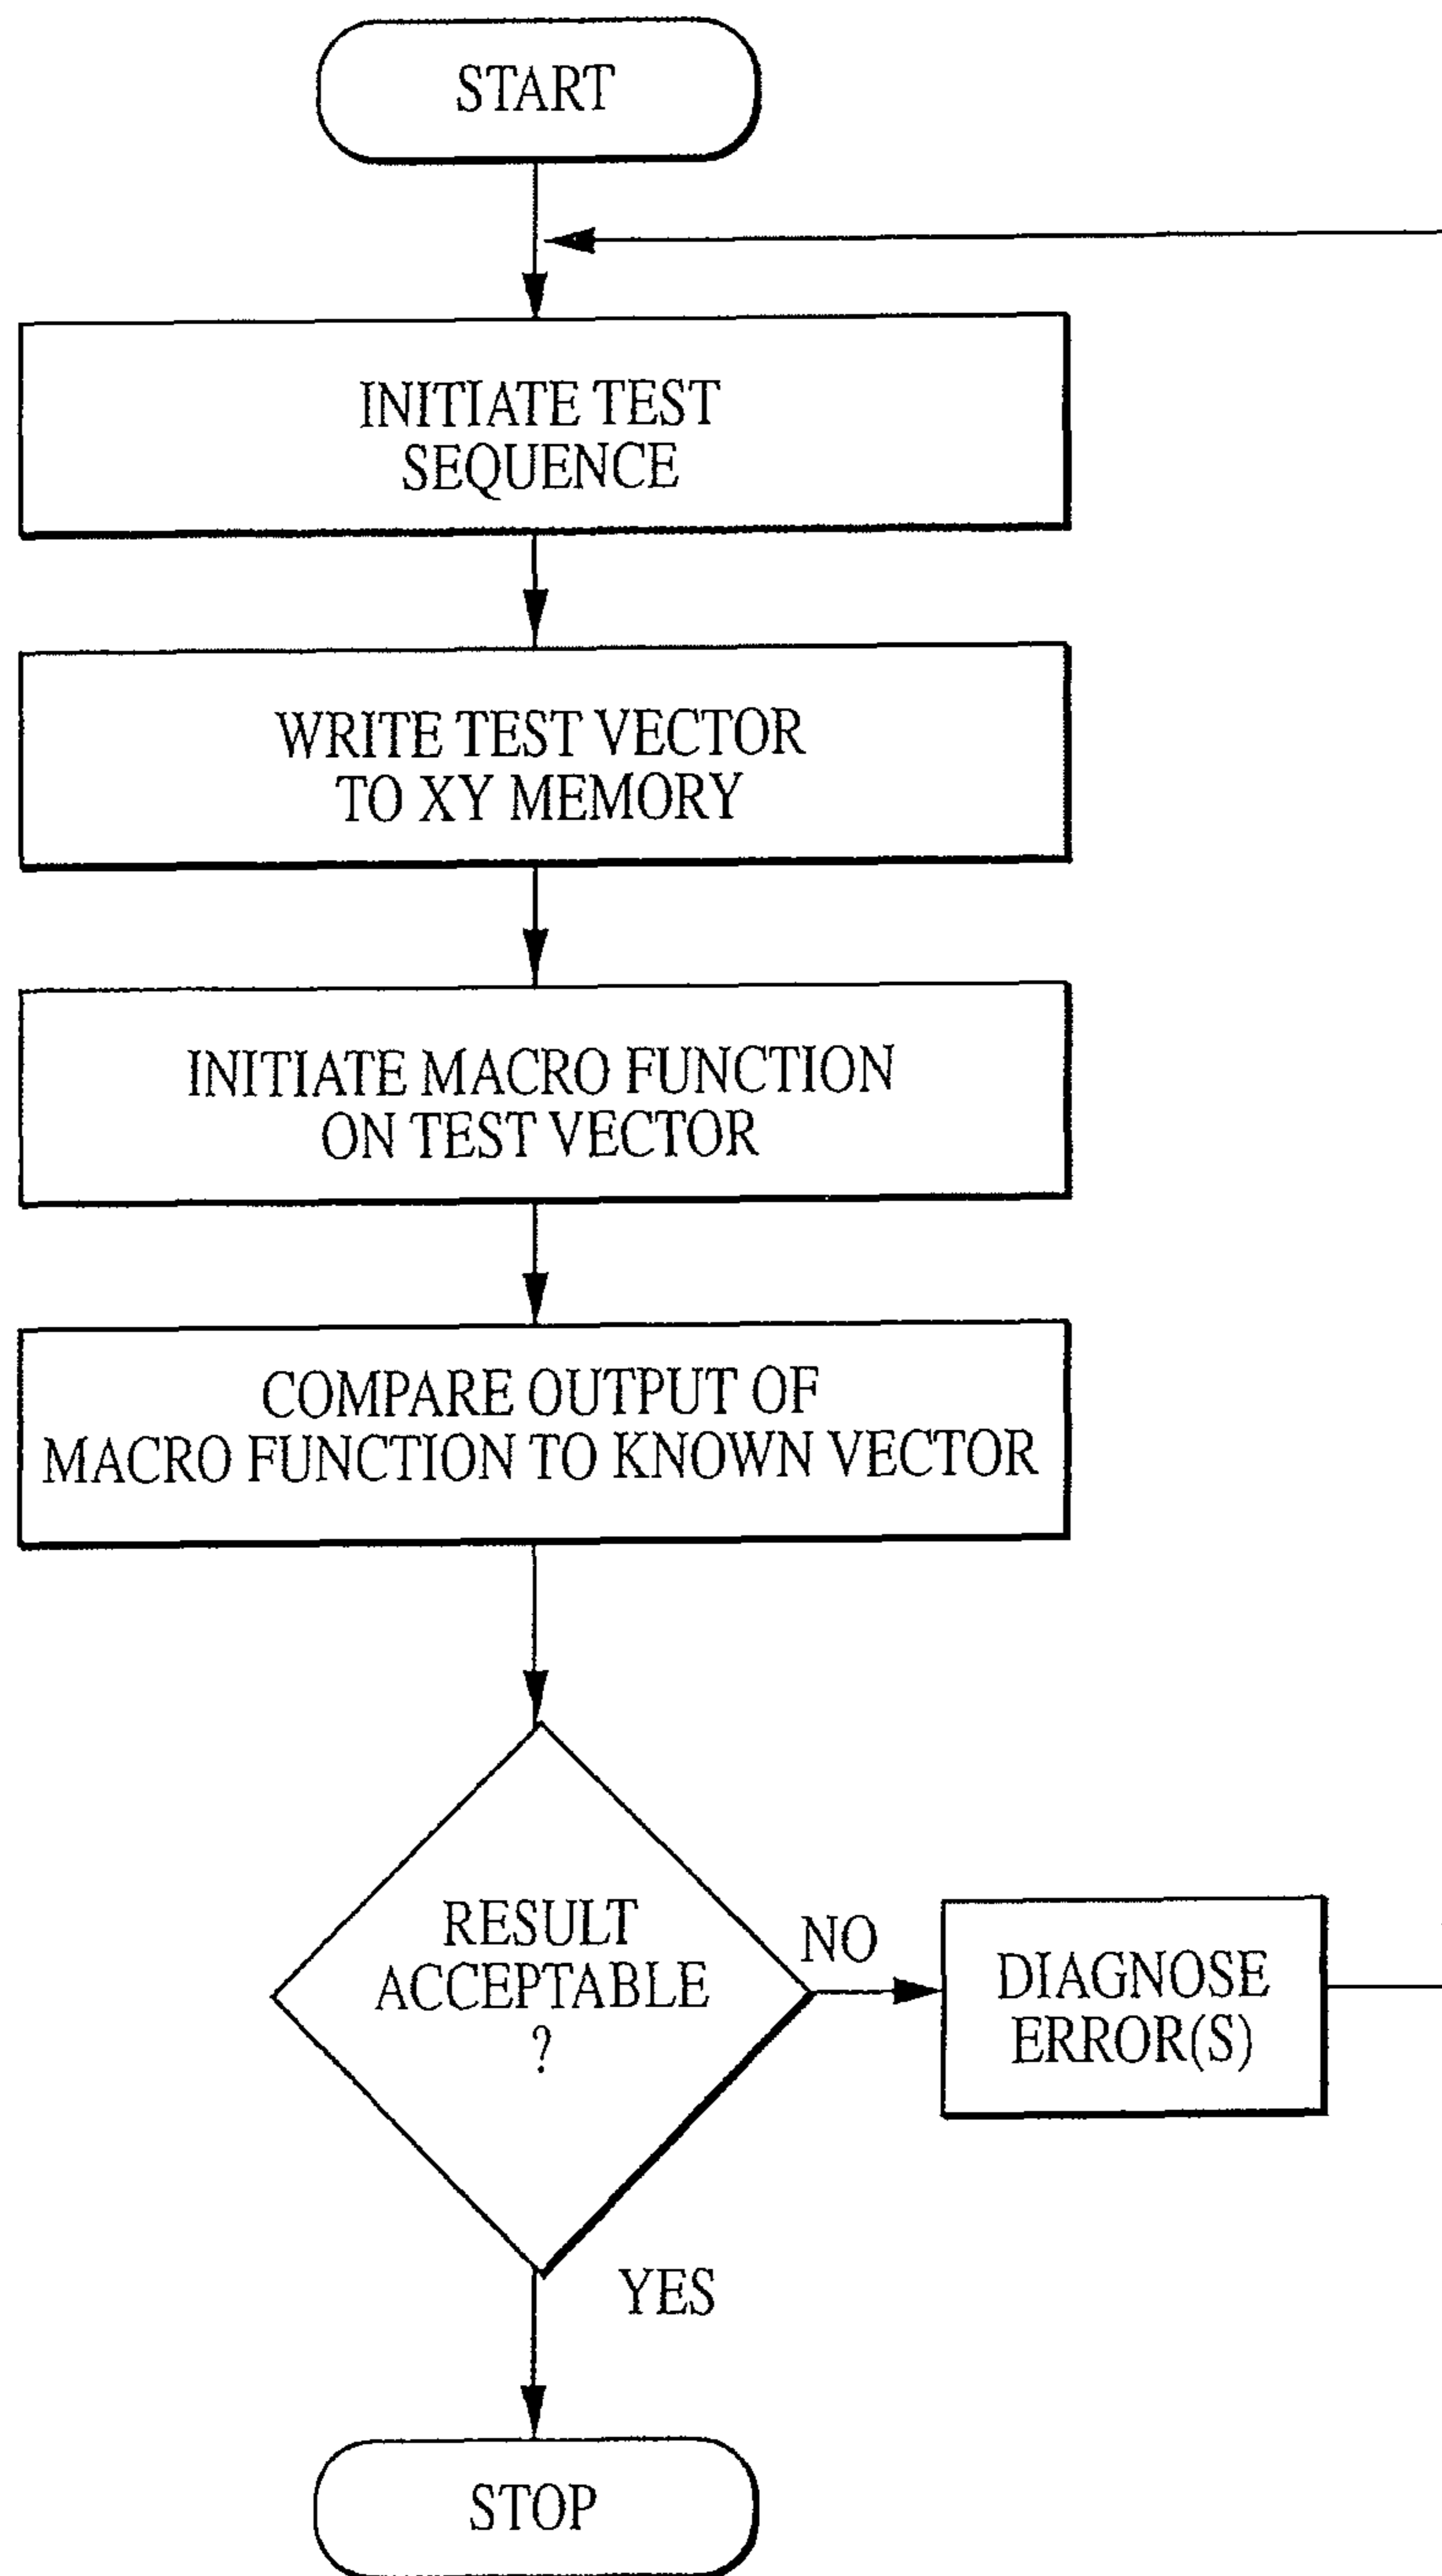 START
INITIATE TEST
SEQUENCE
WRITE TEST VECTOR
TO XY MEMORY
INITIATE MACRO FUNCTION
ON TEST VECTOR
COMPARE OUTPUT OF
MACRO FUNCTION TO KNOWN VECTOR
RESULT
ACCEPTABLE
?
NO
DIAGNOSE
ERROR(S)
YES
STOP